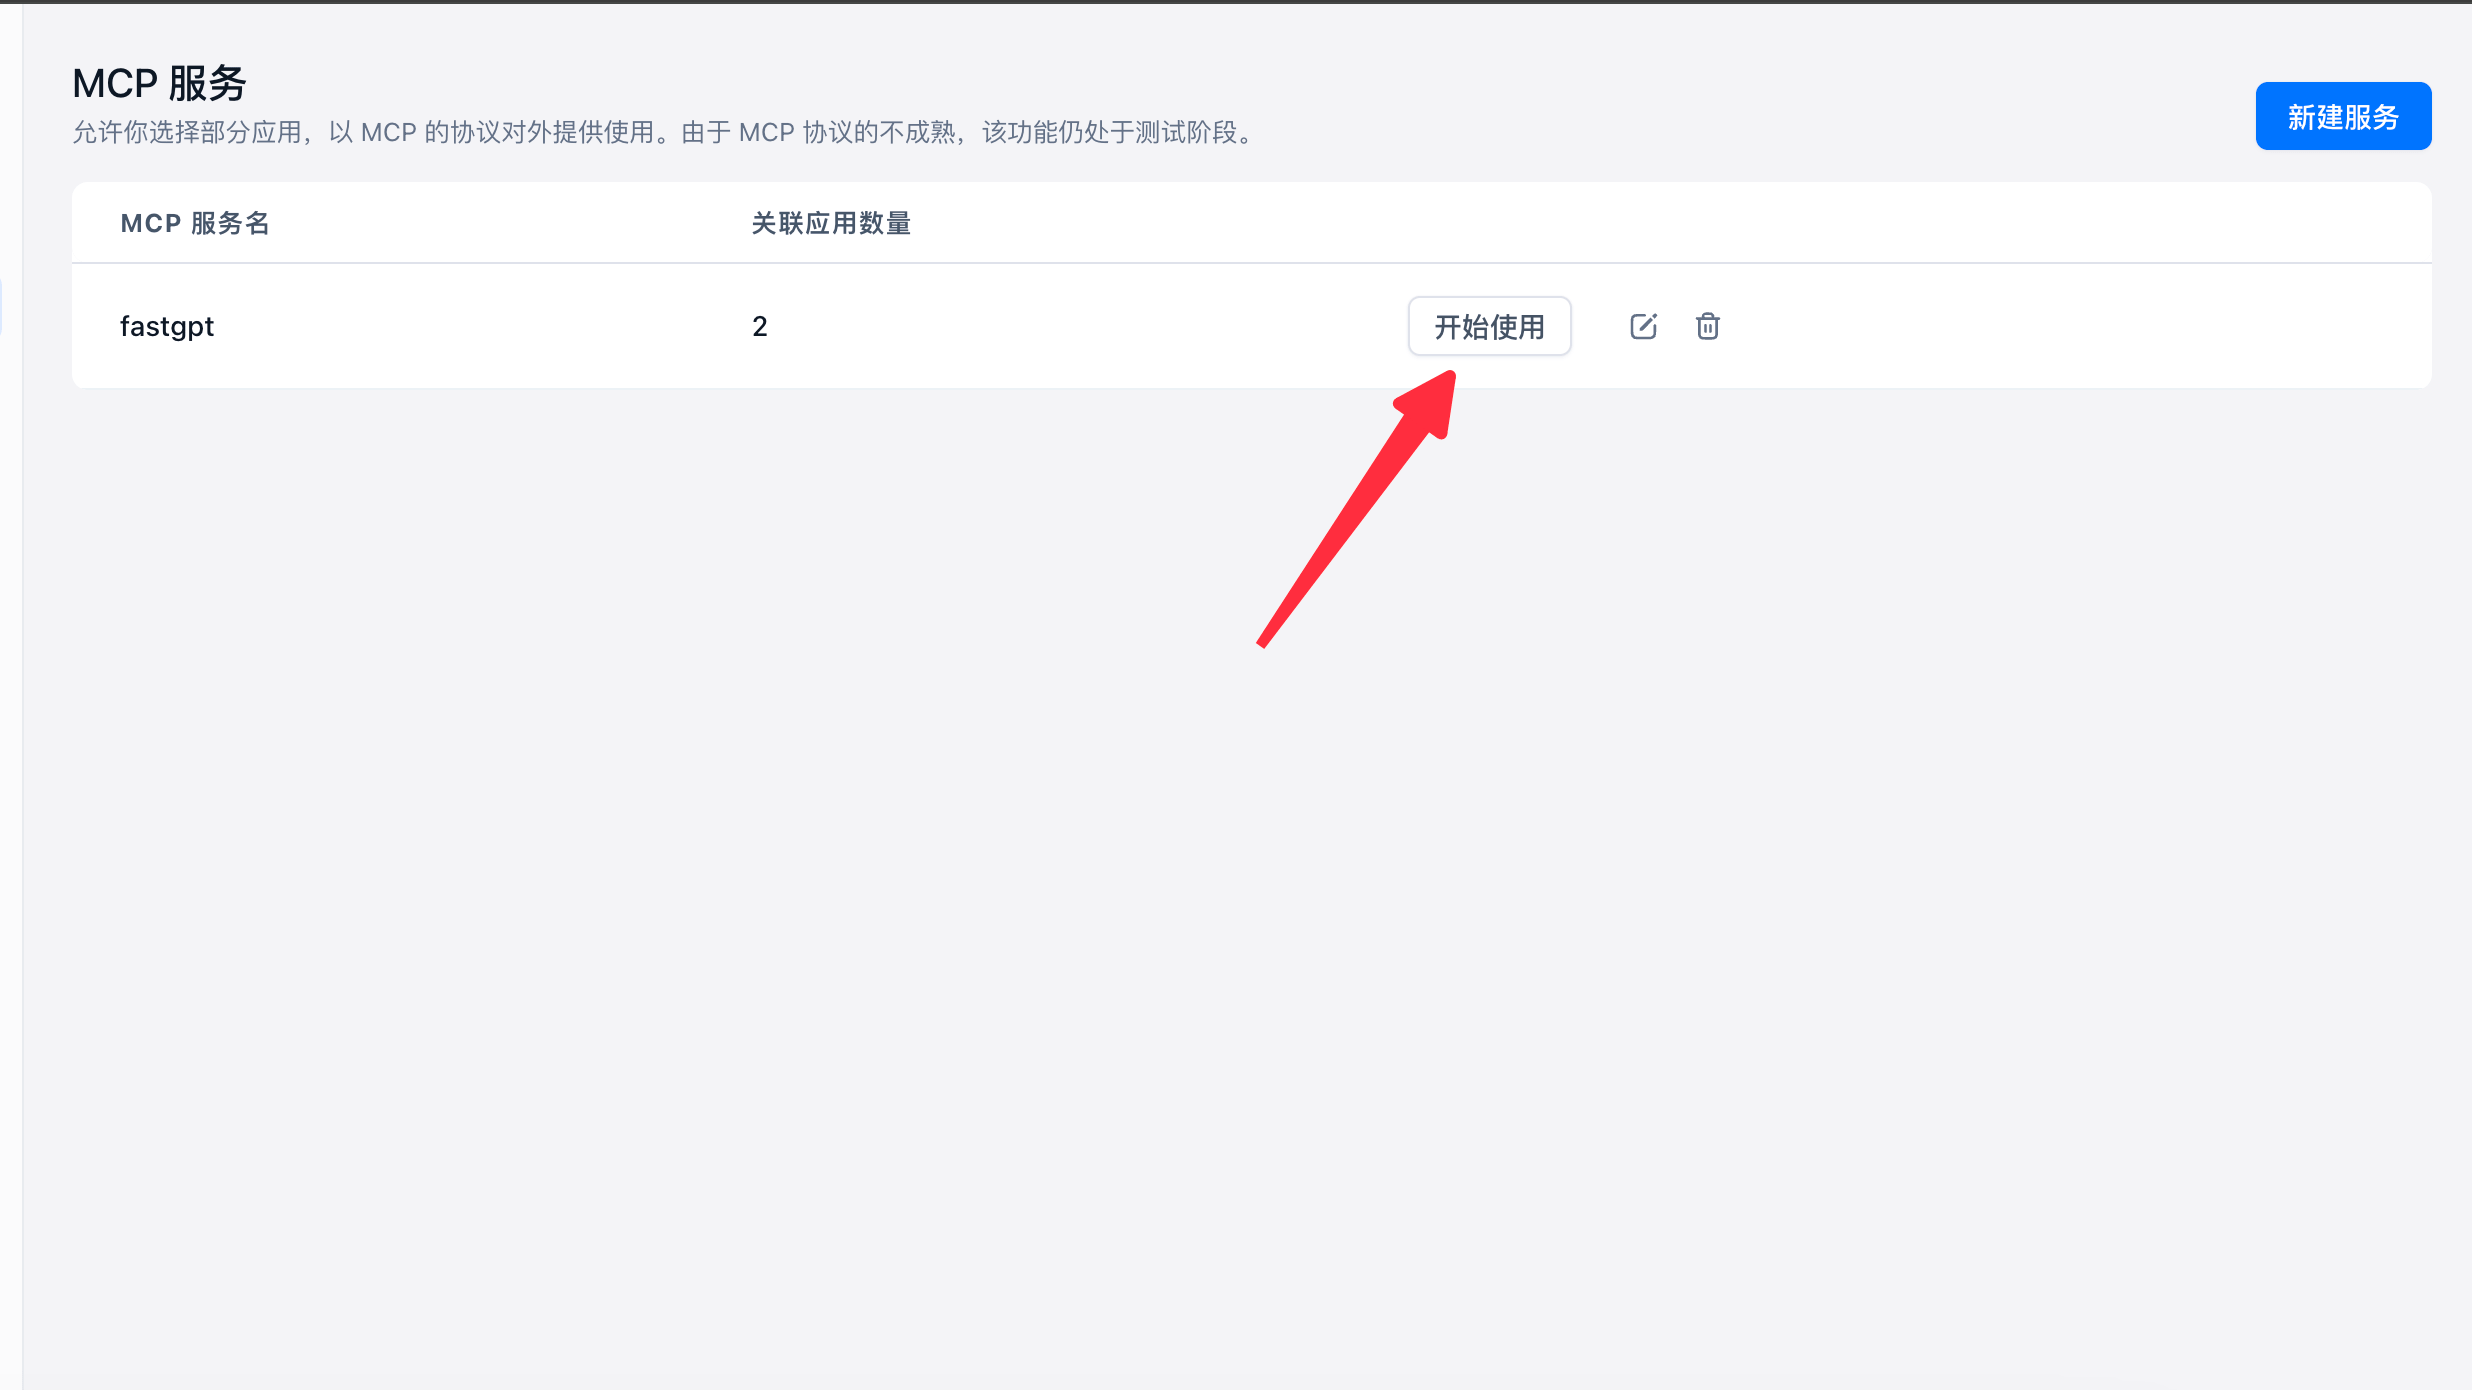 MCP 服务
允许你选择部分应用，以 MCP 的协议对外提供使用。由于 MCP 协议的不成熟，该功能仍处于测试阶段。
新建服务
MCP 服务名 关联应用数量
fastgpt 2 开始使用